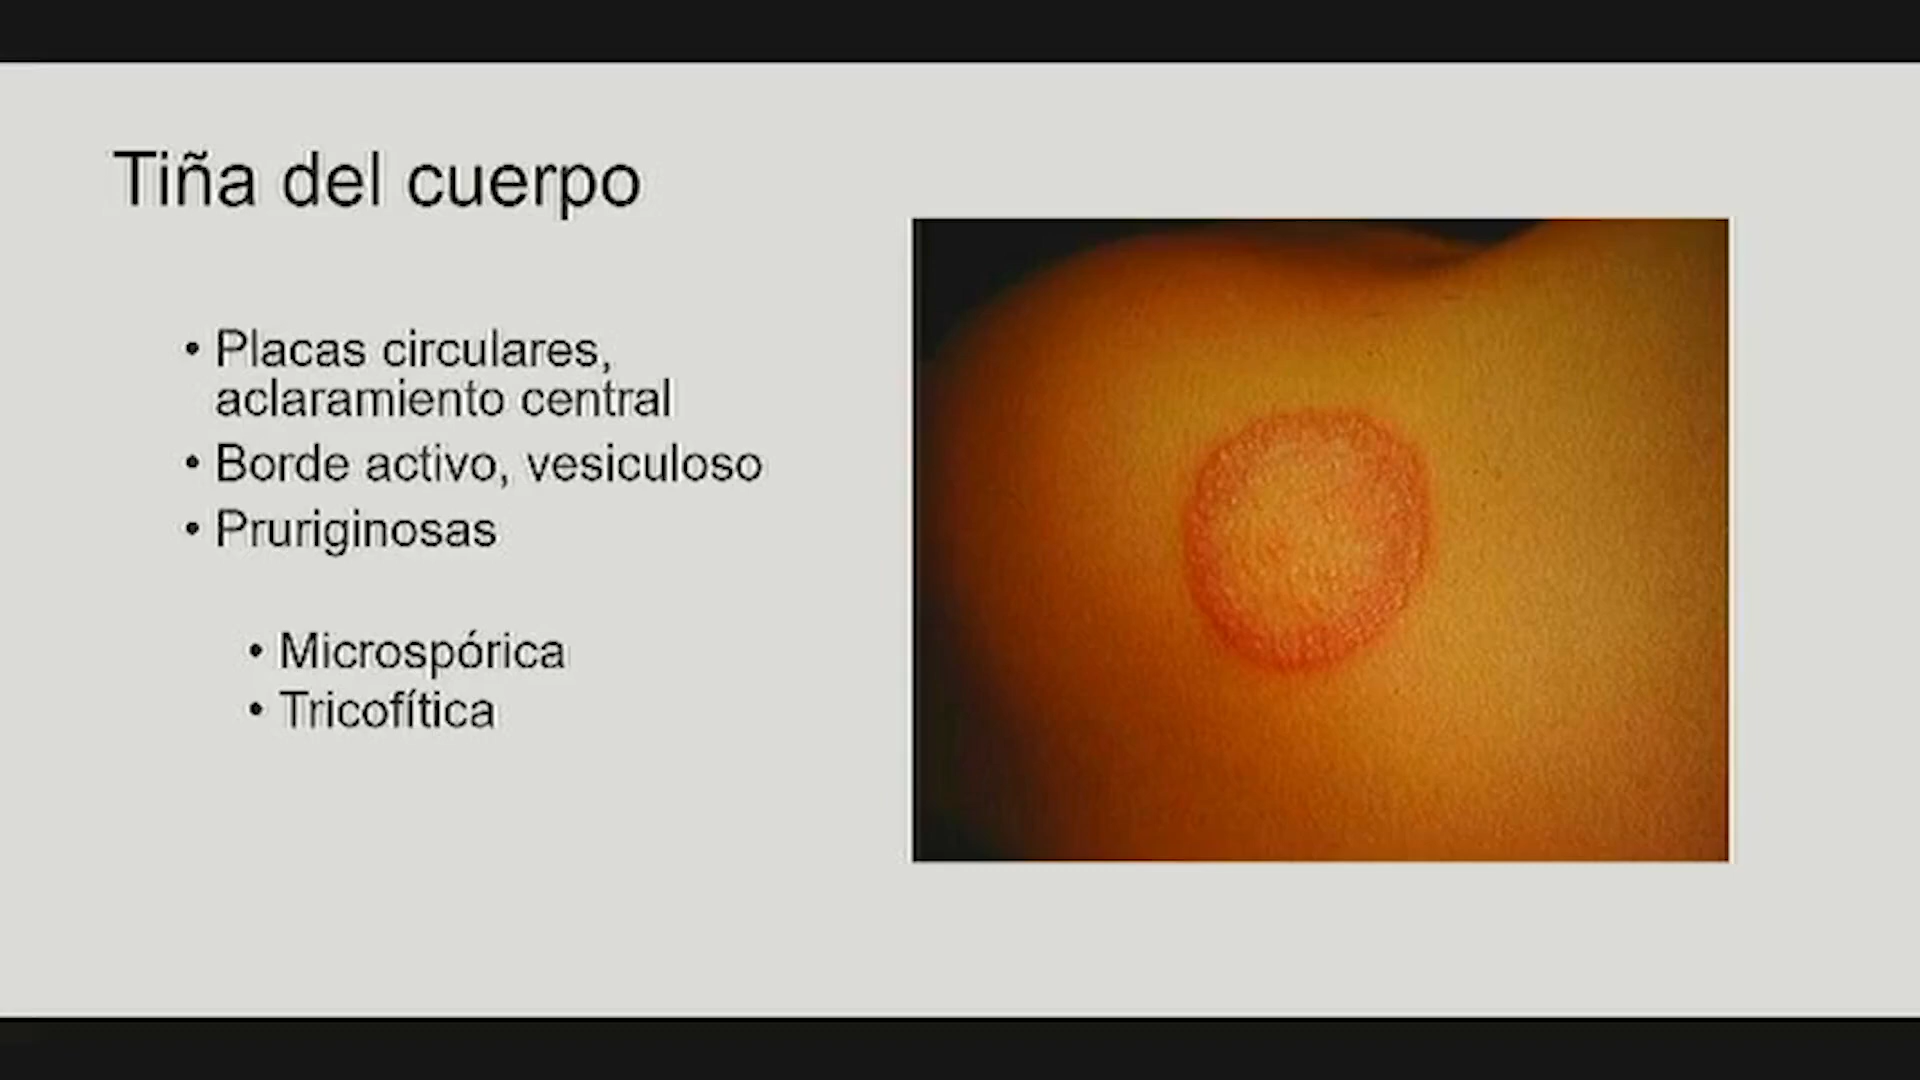 Tiña del cuerpo
• Placas circulares,
aclaramiento central
• Borde activo, vesiculoso
• Pruriginosas
• Microspórica
• Tricofítica